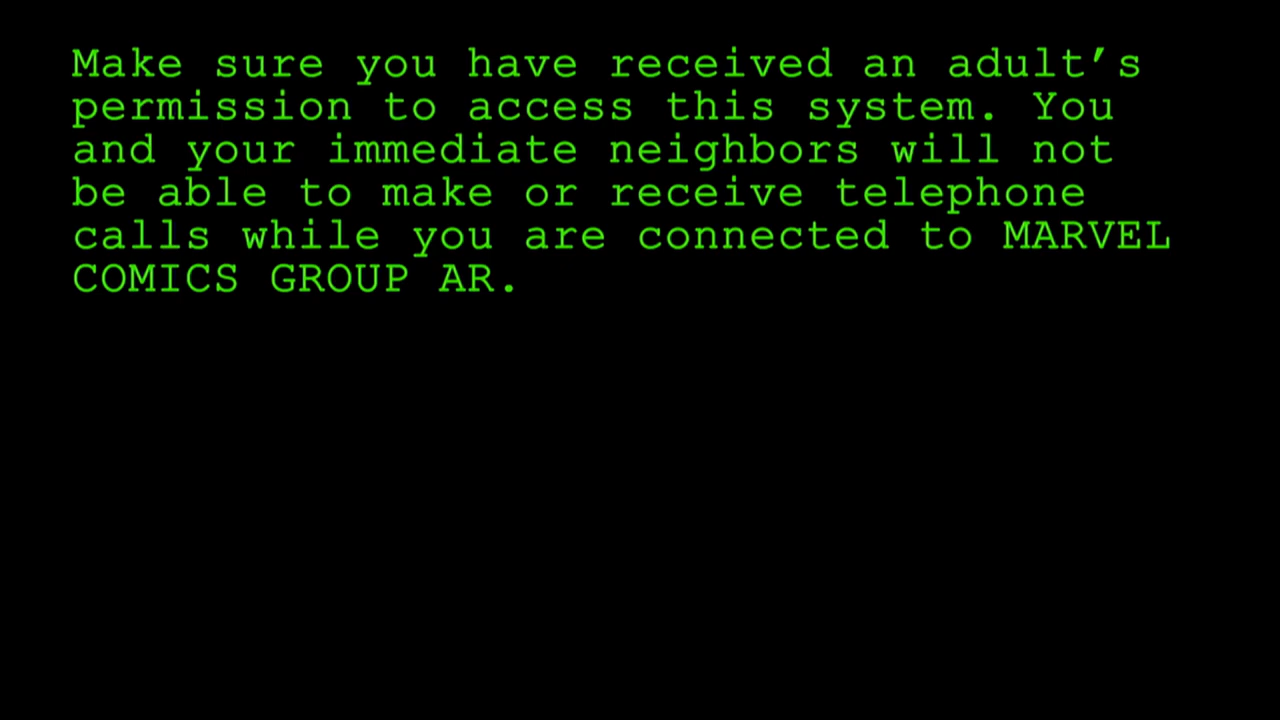 Make sure you have received an adult’s
permission to access this system. You
and your immediate neighbors will not
be able to make or receive telephone
calls while you are connected to MARVEL
COMICS GROUP AR.